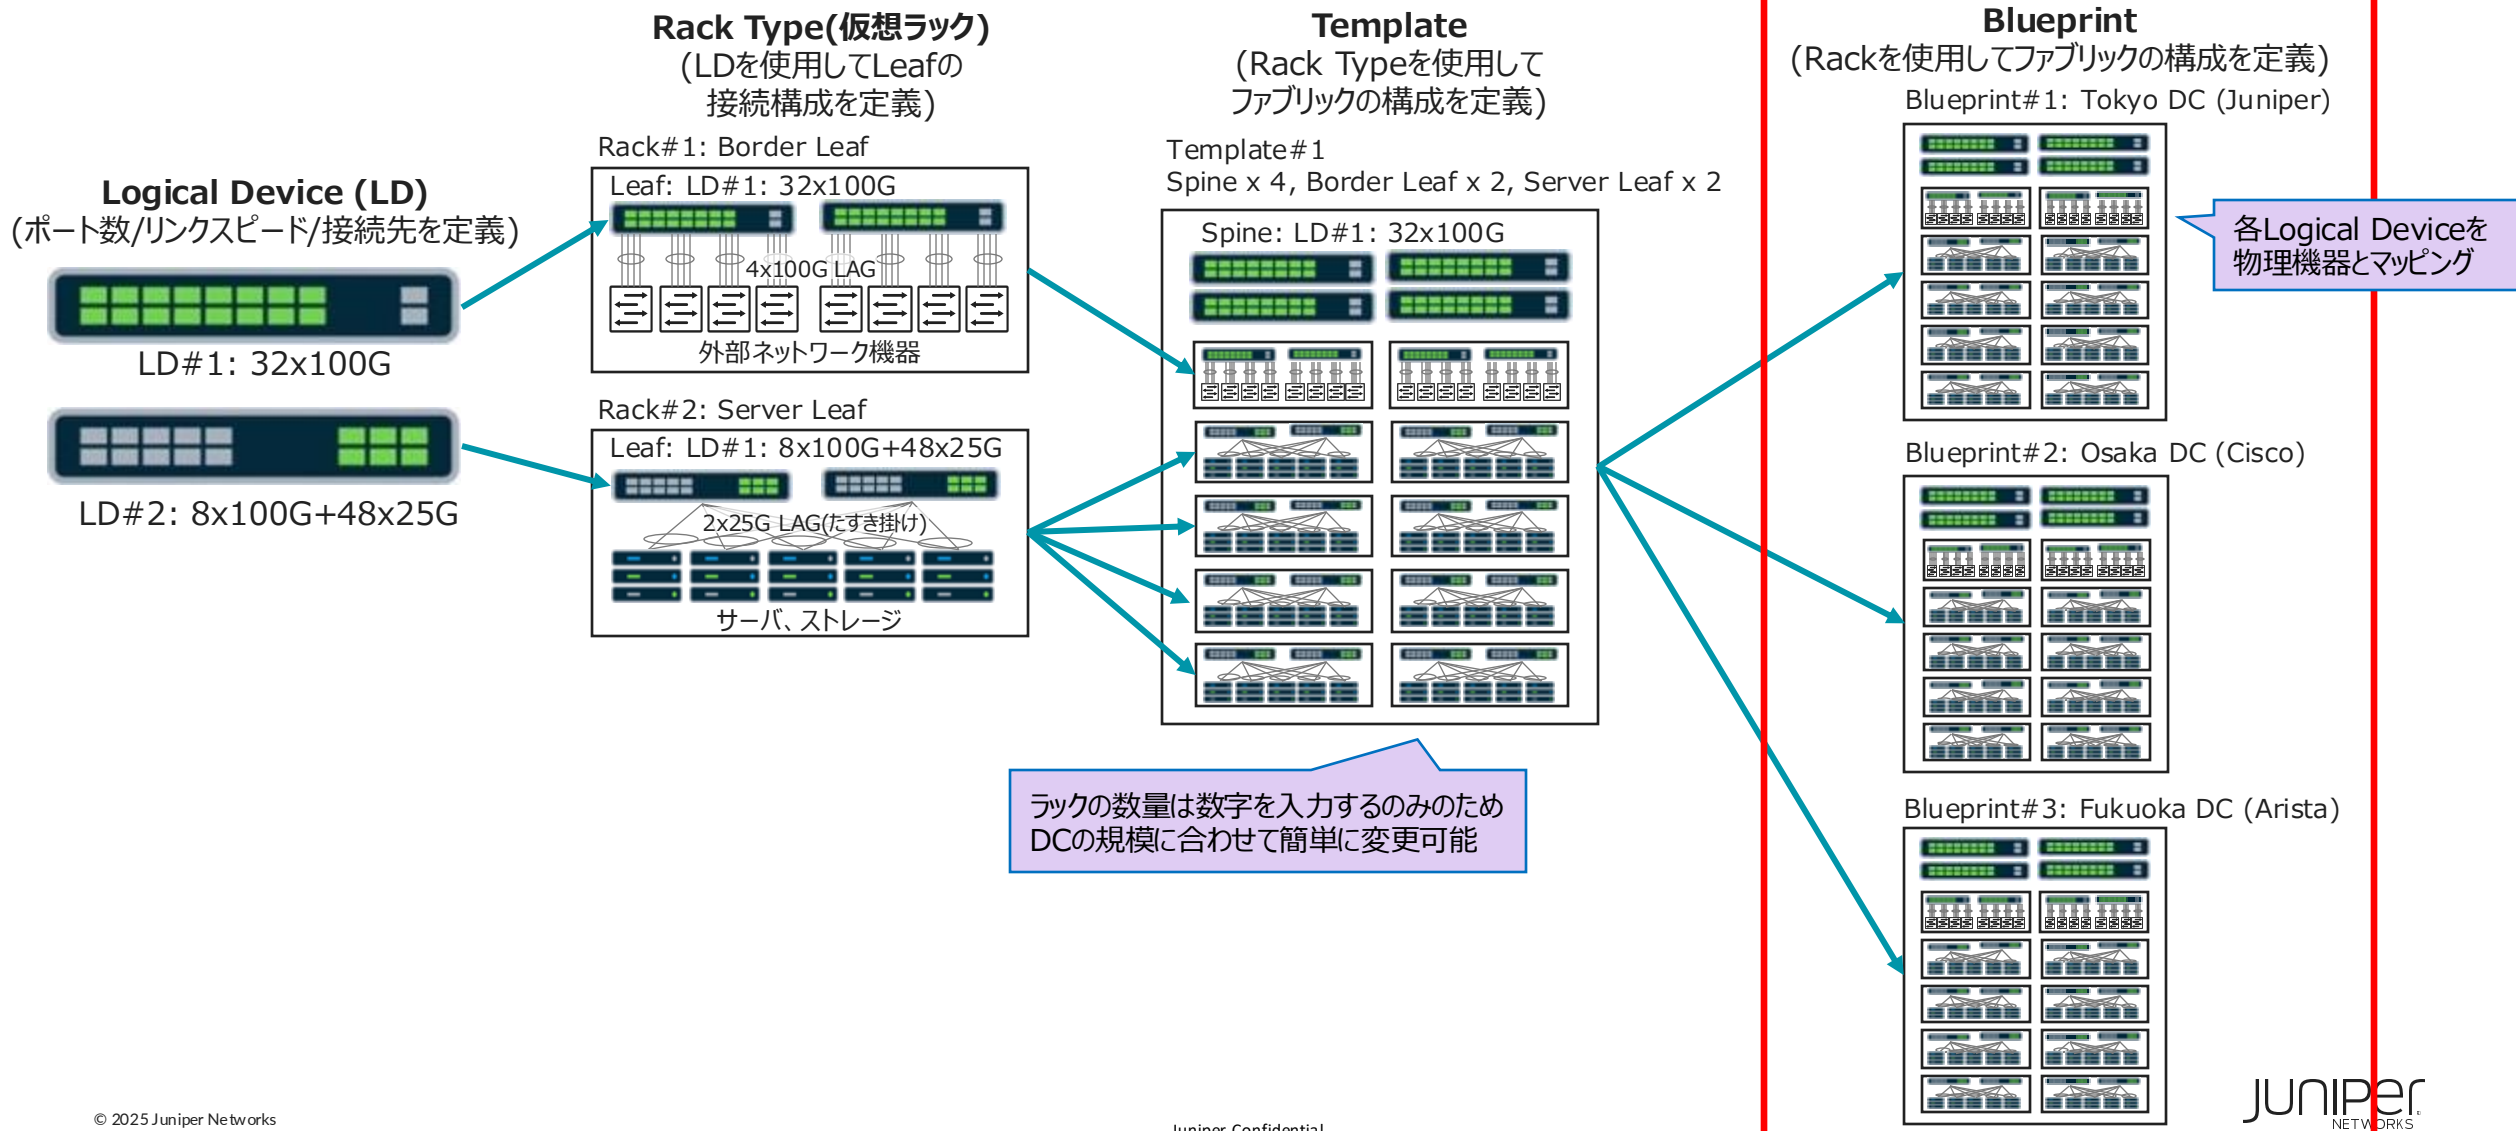 Logical Device (LD)
(ポート数/リンクスピード/接続先を定義)
LD#1: 32x100G
LD#2: 8x100G+48x25G
Rack Type(仮想ラック)
(LDを使用してLeafの
接続構成を定義)
Rack#1: Border Leaf
Leaf: LD#1: 32x100G
4x100G LAG
外部ネットワーク機器
Rack#2: Server Leaf
Leaf: LD#1: 8x100G+48x25G
2x25G LAG(たすき掛け)
サーバ、ストレージ
Template
(Rack Typeを使用して
ファブリックの構成を定義)
Template#1
Spine x 4, Border Leaf x 2, Server Leaf x 2
Spine: LD#1: 32x100G
ラックの数量は数字を入力するのみのため
DCの規模に合わせて簡単に変更可能
Blueprint
(Rackを使用してファブリックの構成を定義)
Blueprint#1: Tokyo DC (Juniper)
各Logical Deviceを
物理機器とマッピング
Blueprint#2: Osaka DC (Cisco)
Blueprint#3: Fukuoka DC (Arista)
© 2025 Juniper Networks
Juniper Confidential
JUNIPER
NETWORKS